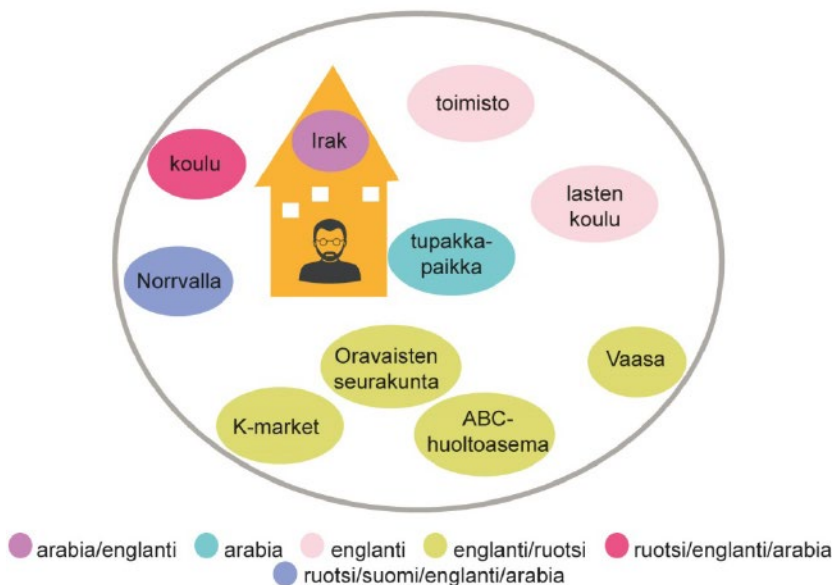 toimisto
Irak
koulu
lasten
koulu
tupakka-
paikka
Norrvalla
Oravaisten
seurakunta
Vaasa
K-market
ABC-
huoltoasema
arabia/englanti
arabia
englanti
englanti/ruotsi
ruotsi/englanti/arabia
ruotsi/suomi/englanti/arabia